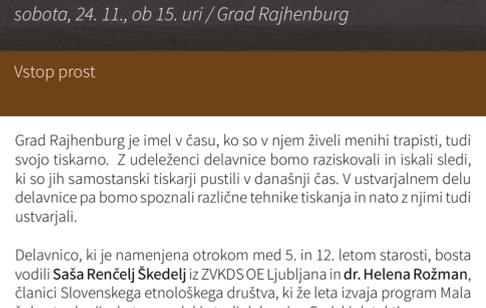 sobota, 24. 11., ob 15. uri / Grad Rajhenburg
Vstop prost
Grad Rajhenburg je imel v času, ko so v njem živeli menihi trapisti, tudi
svojo tiskarno. Z udeleženci delavnice bomo raziskovali in iskali sledi,
ki so jih samostanski tiskarji pustili v današnji čas. V ustvarjalnem delu
delavnice pa bomo spoznali različne tehnike tiskanja in nato z njimi tudi
ustvarjali.
Delavnico, ki je namenjena otrokom med 5. in 12. letom starosti, bosta
vodili Saša Renčelj Škedelj iz ZVKDS OE Ljubljana in dr. Helena Rožman,
članici Slovenskega etnološkega društva, ki že leta izvaja program Mala